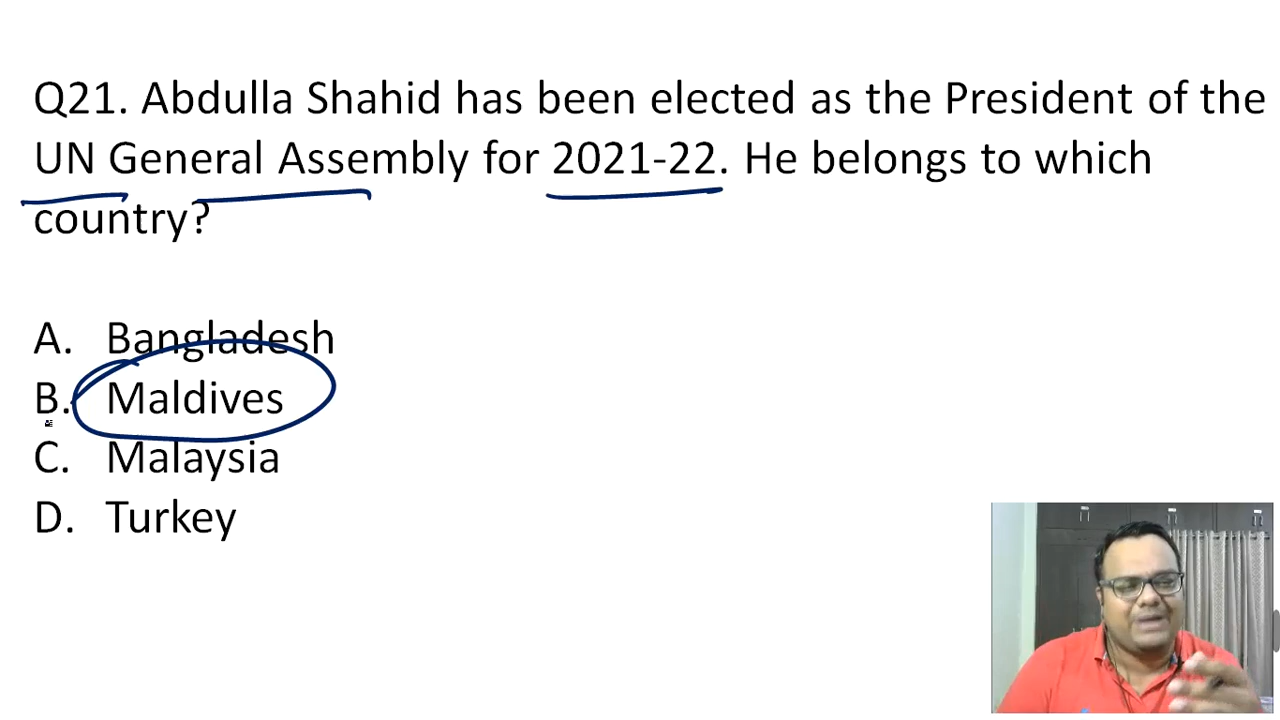 Q21. Abdulla Shahid has been elected as the President of the
UN General Assembly for 2021-22. He belongs to which
country?
A. Bangladesh
B. Maldives
C. Malaysia
D. Turkey